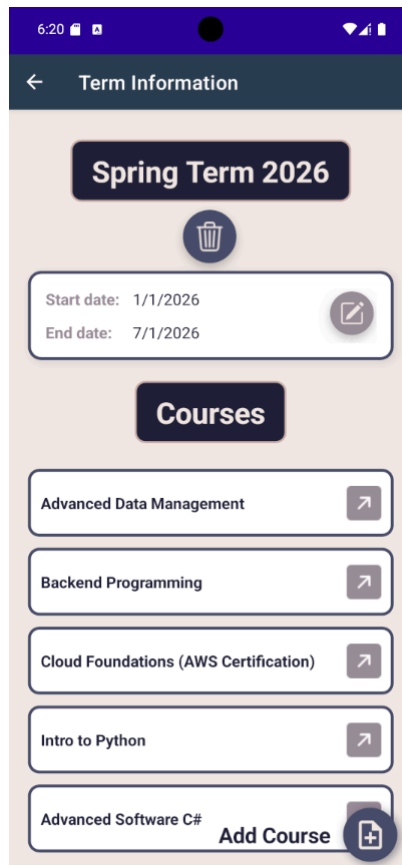 6:20
Term Information
Spring Term 2026
Start date: 1/1/2026
End date: 7/1/2026
Courses
Advanced Data Management
Backend Programming
Cloud Foundations (AWS Certification)
Intro to Python
Advanced Software C#
Add Course